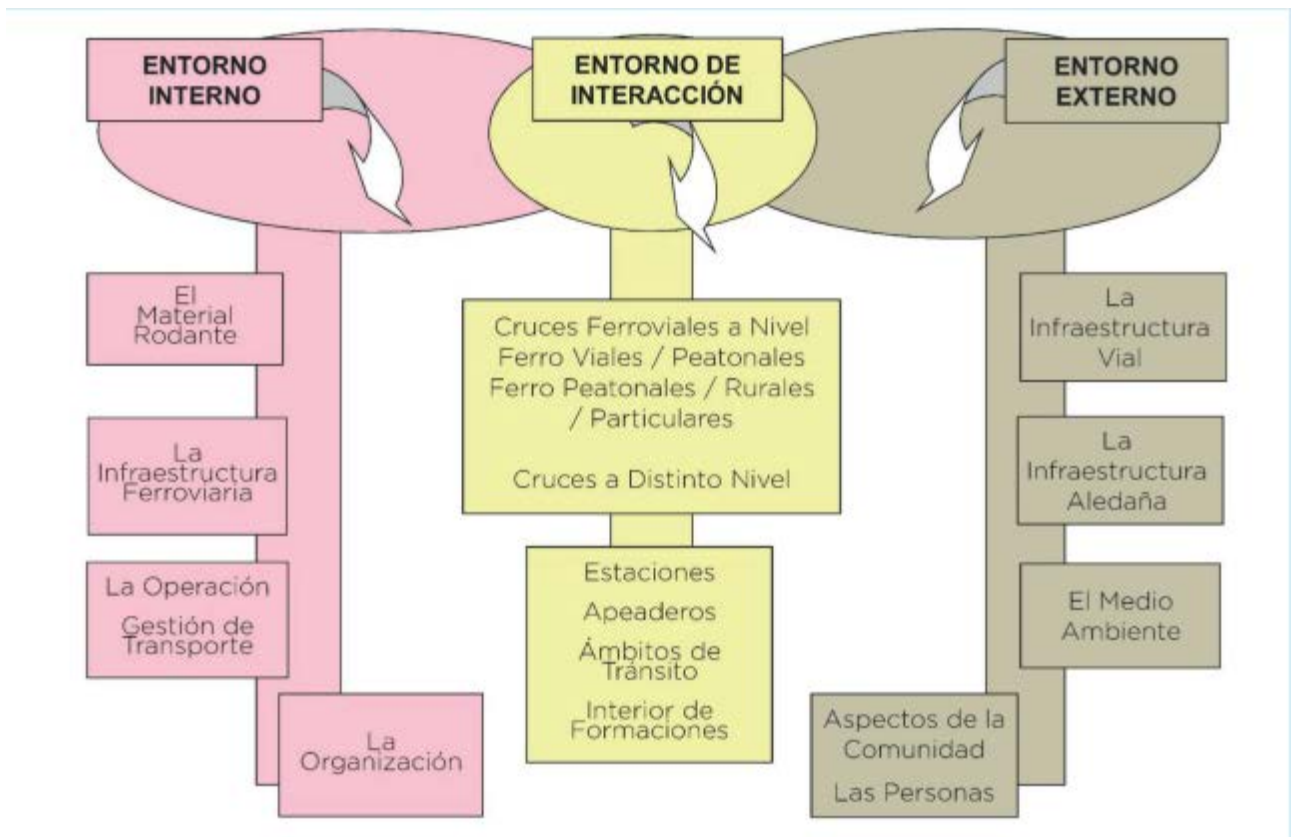 ENTORNO
INTERNO
El
Material
Rodante
La
Infraestructura
Ferroviaria
La Operación
Gestión de
Transporte
La
Organización
ENTORNO DE
INTERACCIÓN
Cruces Ferroviales a Nivel
Ferro Viales / Peatonales
Ferro Peatonales / Rurales
/ Particulares
Cruces a Distinto Nivel
Estaciones
Apeaderos
Ámbitos de
Tránsito
Interior de
Formaciones
ENTORNO
EXTERNO
La
Infraestructura
Vial
La
Infraestructura
Aledaña
El Medio
Ambiente
Aspectos de la
Comunidad
Las Personas